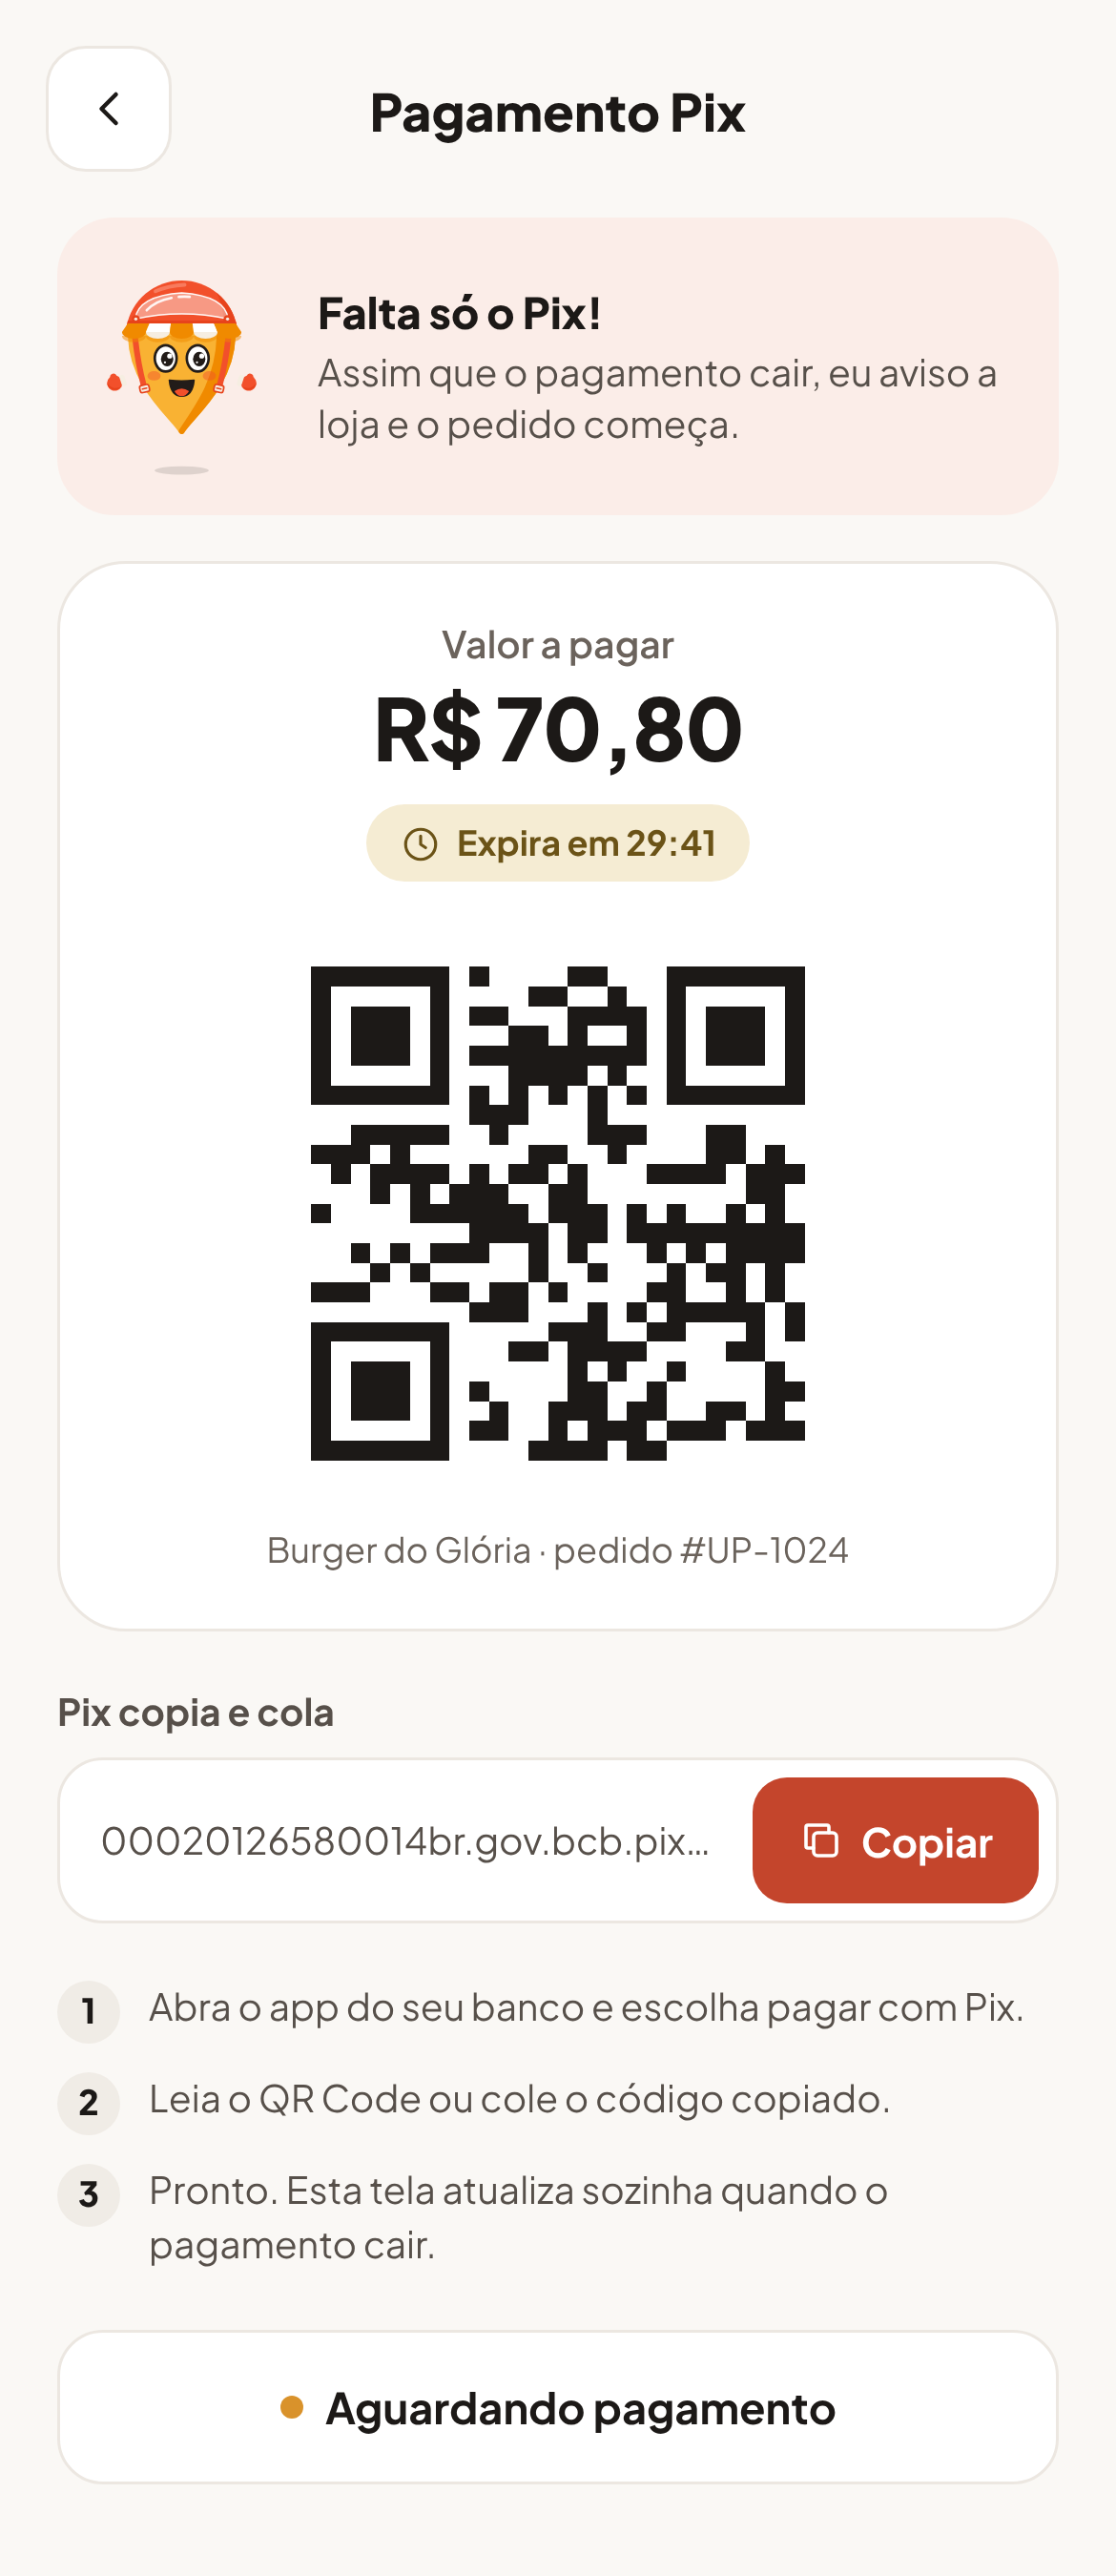 Pagamento Pix
Falta só o Pix!
Assim que o pagamento cair, eu aviso a
loja e o pedido começa.
Valor a pagar
R$ 70,80
Expira em 29:41
Burger do Glória · pedido #UP-1024
Pix copia e cola
00020126580014br.gov.bcb.pix...
Copiar
1 Abra o app do seu banco e escolha pagar com Pix.
2 Leia o QR Code ou cole o código copiado.
3 Pronto. Esta tela atualiza sozinha quando o
pagamento cair.
Aguardando pagamento